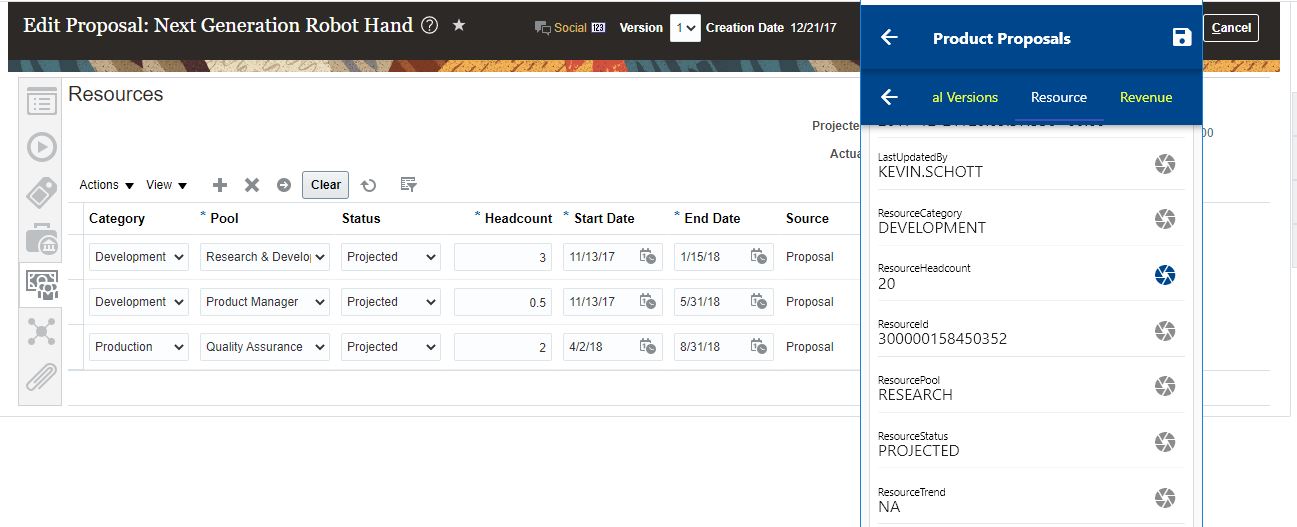 Edit Proposal: Next Generation Robot Hand ?
Social 123 Version 1 Creation Date 12/21/17
Cancel
Resources
Projecte
00
Actua
Actions View Clear
* Category * Pool Status * Headcount * Start Date * End Date Source
Development Research & Develo Projected 3 11/13/17 1/15/18 Proposal
Development Product Manager Projected 0.5 11/13/17 5/31/18 Proposal
Production Quality Assurance Projected 2 4/2/18 8/31/18 Proposal
Product Proposals
al Versions Resource Revenue
LastUpdatedBy
KEVIN.SCHOTT
ResourceCategory
DEVELOPMENT
ResourceHeadcount
20
ResourceId
300000158450352
ResourcePool
RESEARCH
ResourceStatus
PROJECTED
ResourceTrend
NA